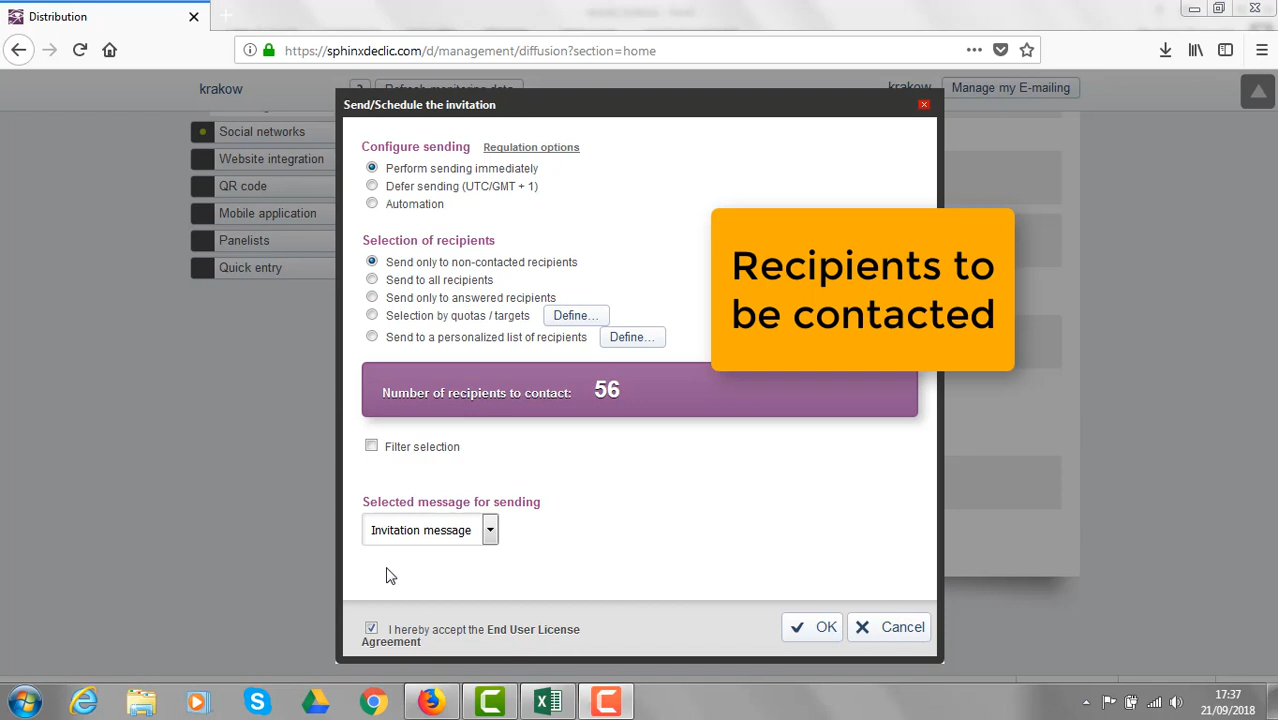 Distribution
https://sphinxdeclic.com/d/management/diffusion?section=home
krakow
? Refresh monitoring data
krakow
Manage my E-mailing
Social networks
Website integration
QR code
Mobile application
Panelists
Quick entry
Send/Schedule the invitation
Configure sending Regulation options
Perform sending immediately
Defer sending (UTC/GMT + 1)
Automation
Selection of recipients
Send only to non-contacted recipients
Send to all recipients
Send only to answered recipients
Selection by quotas / targets Define...
Send to a personalized list of recipients Define...
Recipients to
be contacted
Number of recipients to contact: 56
Filter selection
Selected message for sending
Invitation message
I hereby accept the End User License
Agreement
OK Cancel
17:37
21/09/2018